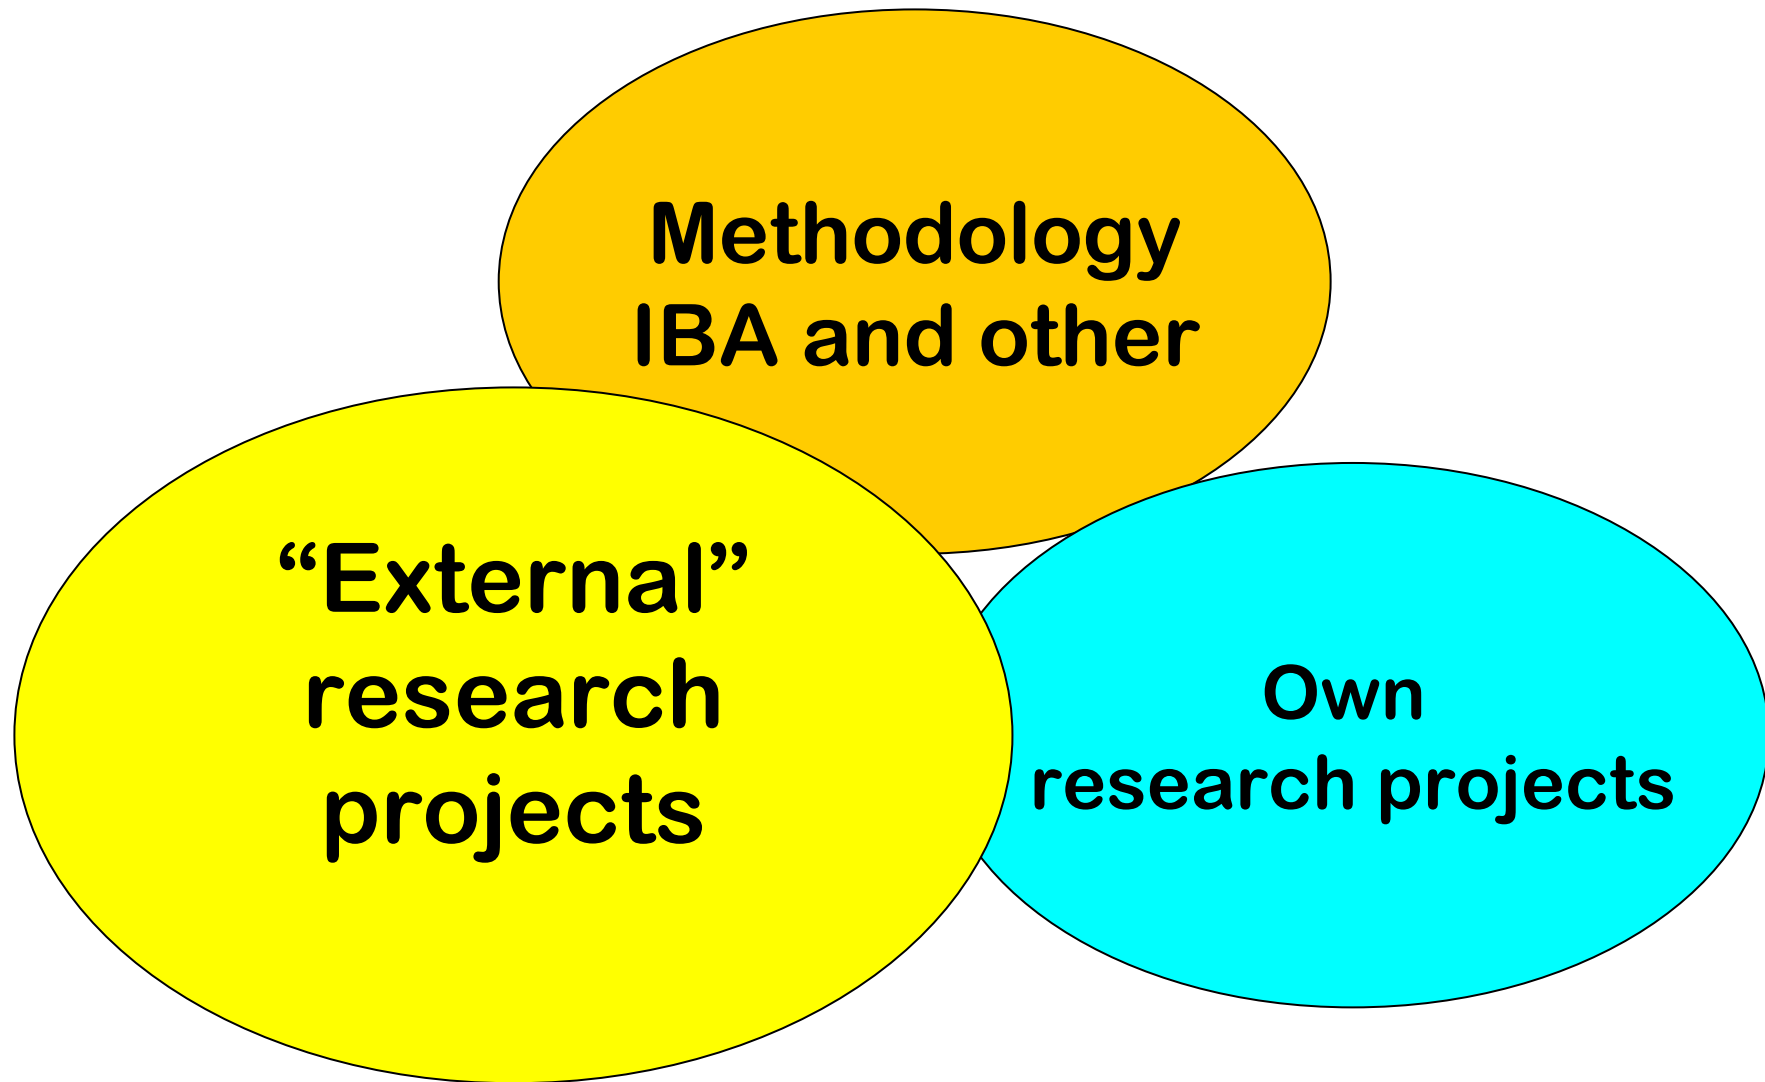 Methodology
IBA and other
“External”
research
projects
Own
research projects